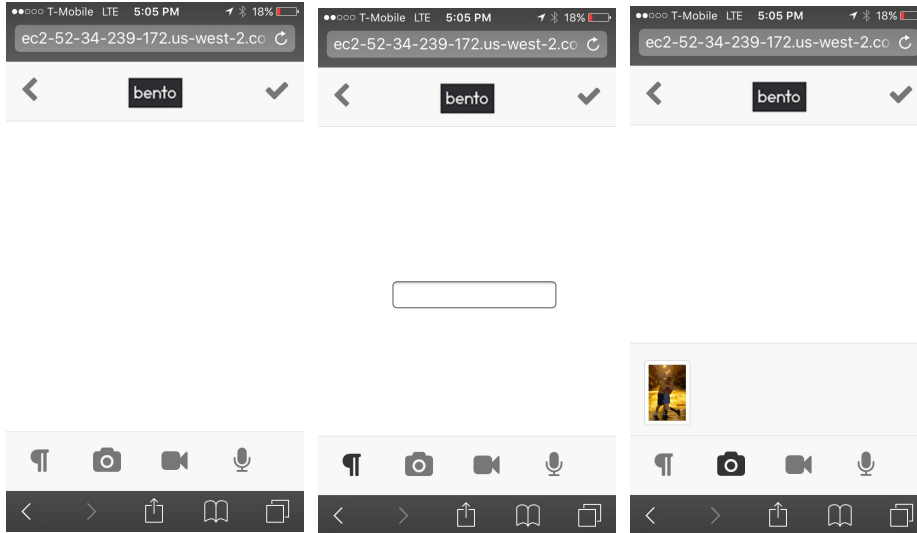 T-Mobile LTE 5:05 PM 18%
ec2-52-34-239-172.us-west-2.co
bento
T-Mobile LTE 5:05 PM 18%
ec2-52-34-239-172.us-west-2.co
bento
¶
T-Mobile LTE 5:05 PM 18%
ec2-52-34-239-172.us-west-2.co
bento